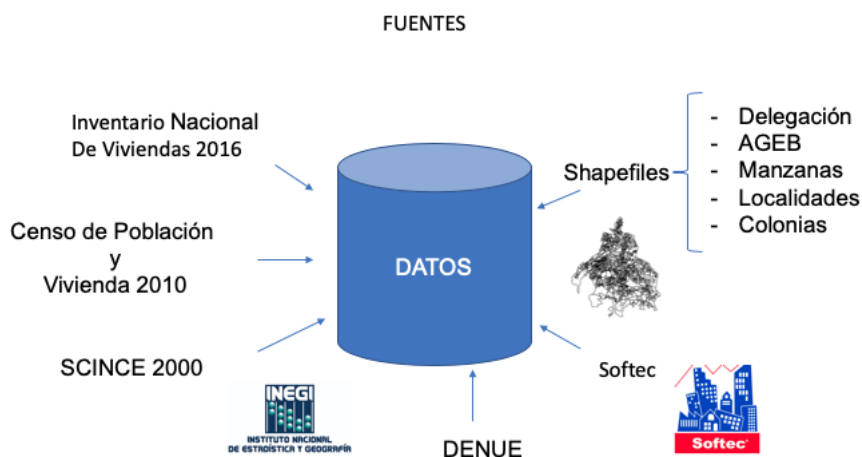 FUENTES
Inventario Nacional
De Viviendas 2016
Censo de Población
y
Vivienda 2010
SCINCE 2000
INEGI
INSTITUTO NACIONAL
DE ESTADÍSTICA Y GEOGRAFÍA
DATOS
DENUE
Shapefiles
- Delegación
- AGEB
- Manzanas
- Localidades
- Colonias
Softec
Softec